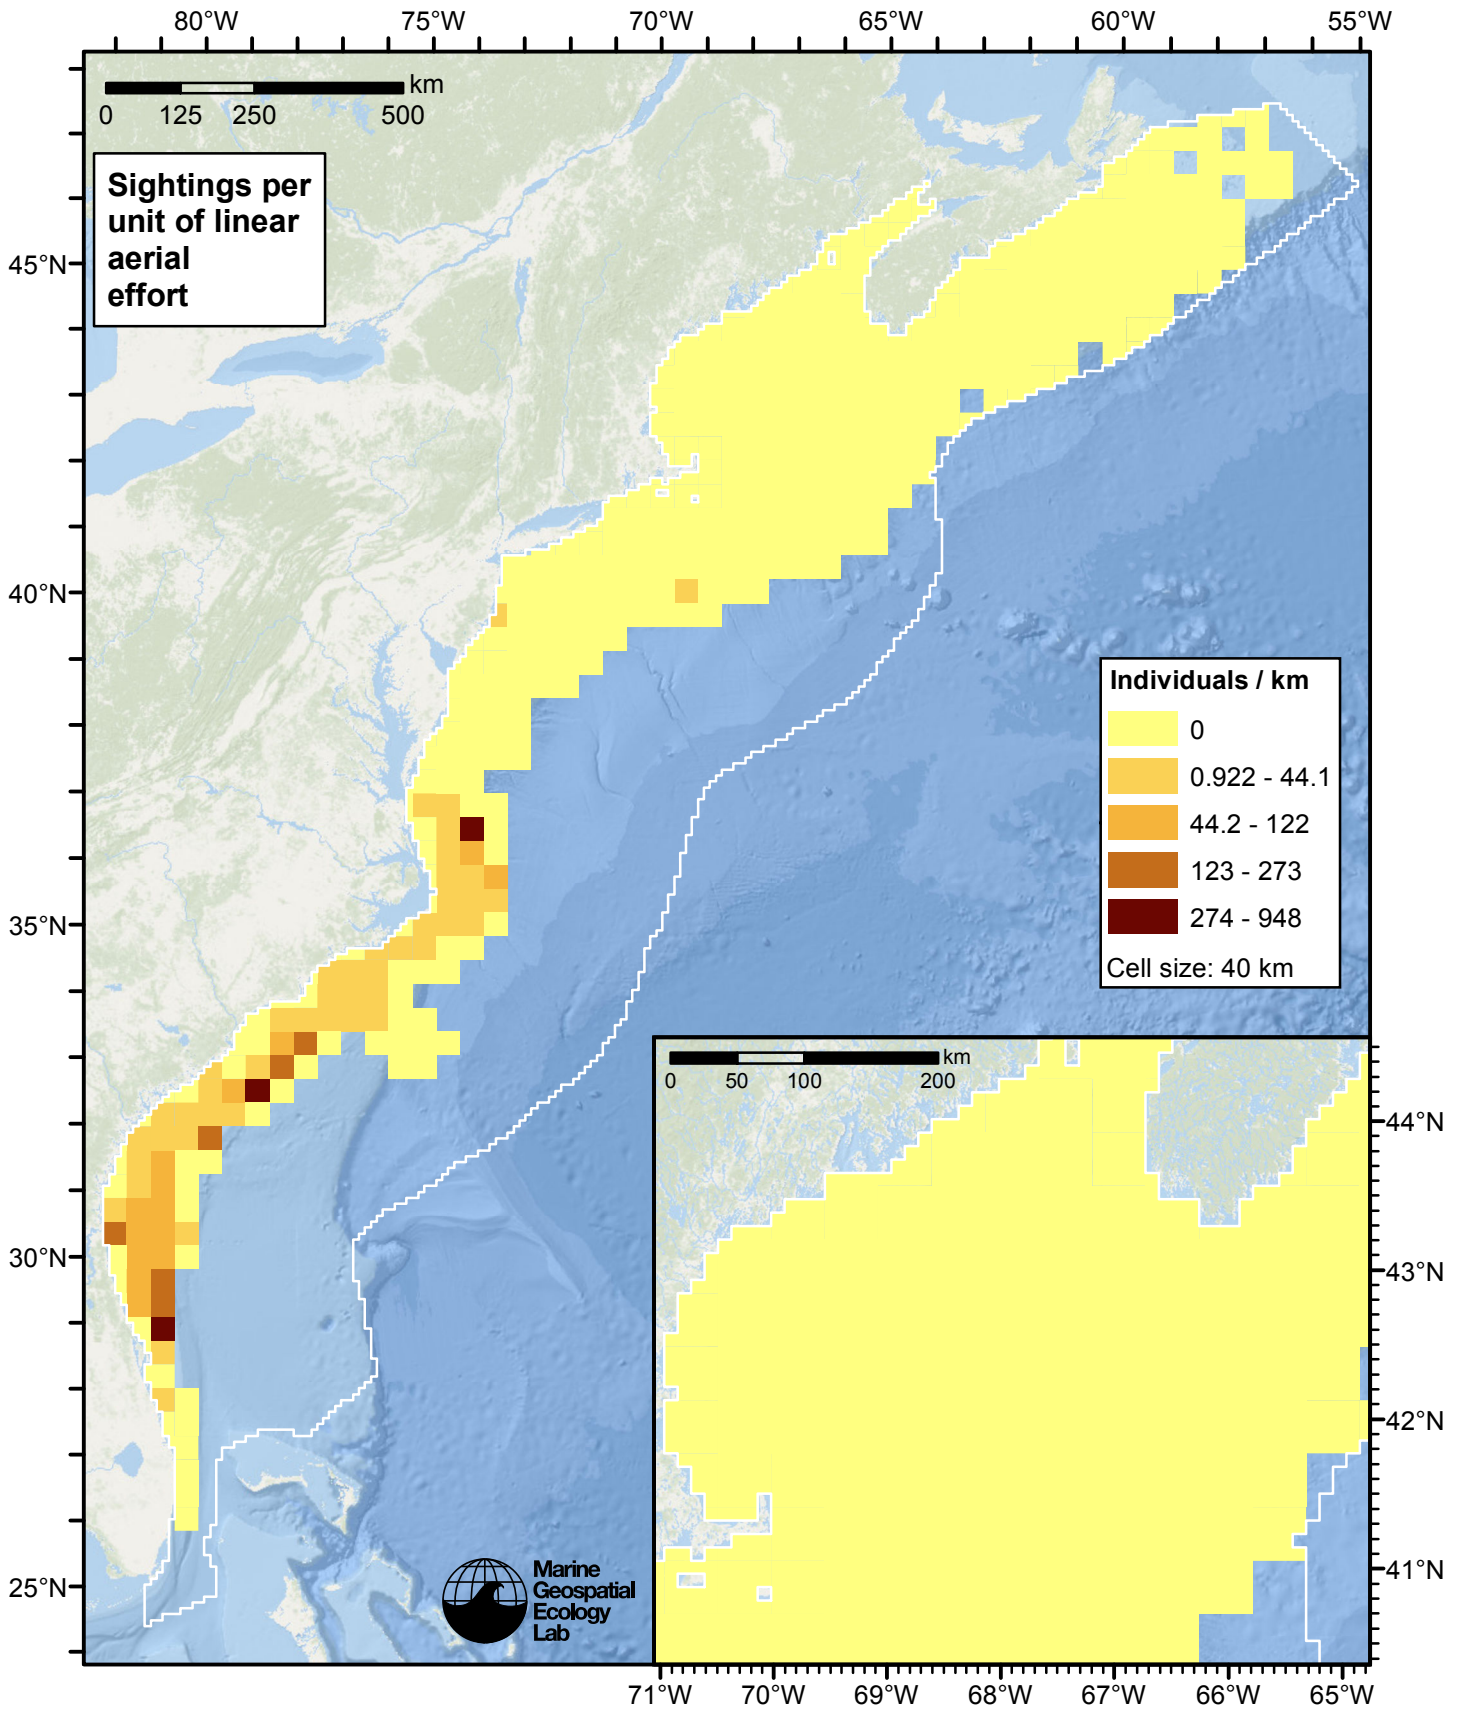 80°W 75°W 70°W 65°W 60°W 55°W
km
0 125 250 500
Sightings per
unit of linear
aerial
effort
45°N
40°N
35°N
30°N
25°N
Individuals / km
0
0.922 - 44.1
44.2 - 122
123 - 273
274 - 948
Cell size: 40 km
km
0 50 100 200
44°N
43°N
42°N
41°N
Marine
Geospatial
Ecology
Lab
71°W 70°W 69°W 68°W 67°W 66°W 65°W